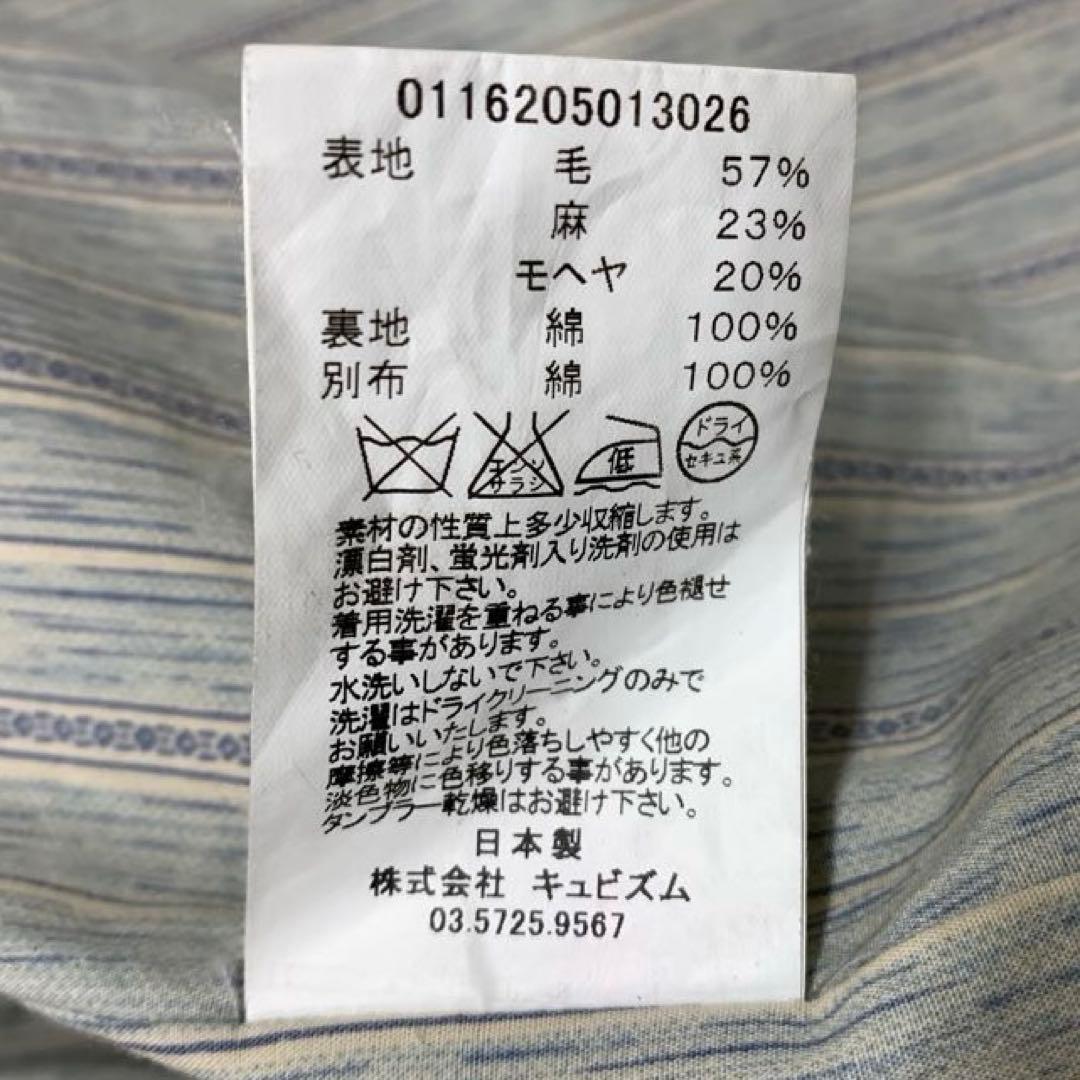 0116205013026
表地 毛 57%
麻 23%
モヘヤ 20%
裏地 綿 100%
別布 綿 100%
エンソ
サラシ
低
ドライ
セキユ系
素材の性質上多少収縮します。
漂白剤、蛍光剤入り洗剤の使用は
お避け下さい。
着用洗濯を重ねる事により色褪せ
する事があります。
水洗いしないで下さい。
洗濯はドライクリーニングのみで
お願いいたします。
摩擦等により色落ちしやすく他の
淡色物に色移りする事があります。
タンブラー乾燥はお避け下さい。
日本製
株式会社 キュビズム
03.5725.9567